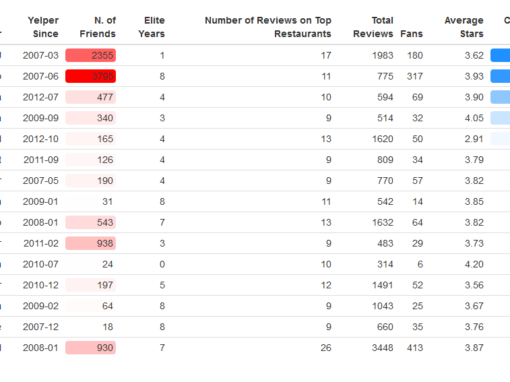 Yelper N. of Elite Number of Reviews on Top Total Average
Since Friends Years Restaurants Reviews Fans Stars
2007-03 2355 1 17 1983 180 3.62
2007-06 8 11 775 317 3.93
2012-07 477 4 10 594 69 3.90
2009-09 340 3 9 514 32 4.05
2012-10 165 4 13 1620 50 2.91
2011-09 126 4 9 809 34 3.79
2007-05 190 4 9 770 57 3.82
2009-01 31 8 11 542 14 3.85
2008-01 543 7 13 1632 64 3.82
2011-02 938 3 9 483 29 3.73
2010-07 24 0 10 314 6 4.20
2010-12 197 5 12 1491 52 3.56
2009-02 64 8 9 1043 25 3.67
2007-12 18 8 9 660 35 3.76
2008-01 930 7 26 3448 413 3.87